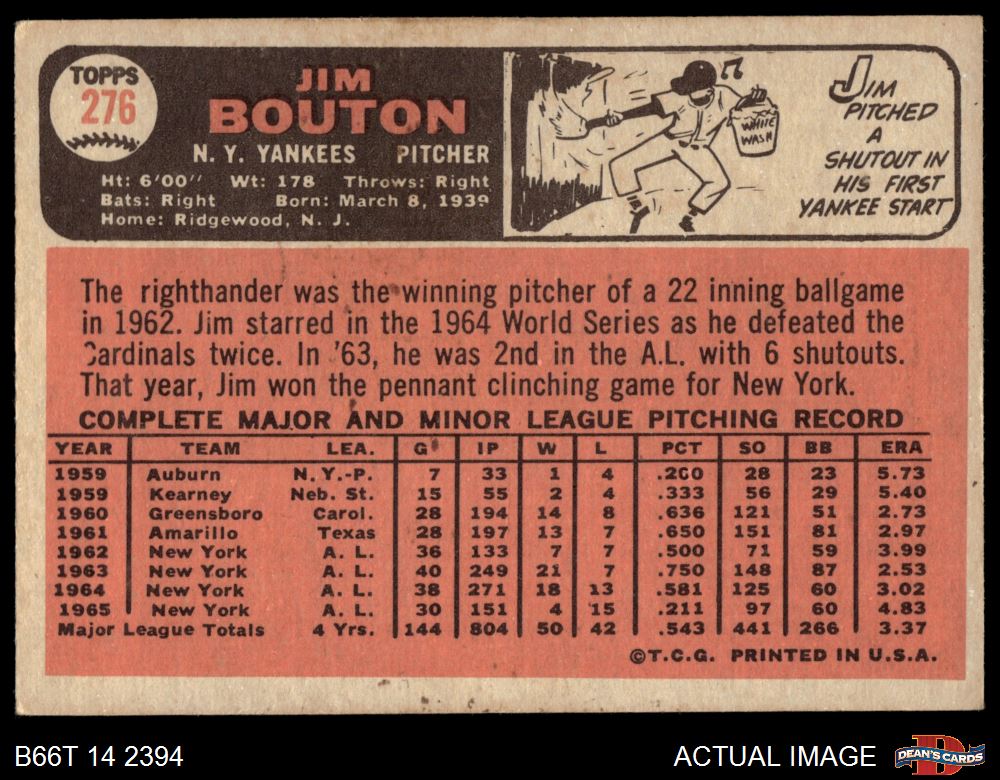 TOPPS
276
JIM
BOUTON
N. Y. YANKEES PITCHER
Ht: 6'00" Wt: 178 Throws: Right
Bats: Right Born: March 8, 1939
Home: Ridgewood, N. J.
WHITE
WASH
JIM
PITCHED
A
SHUTOUT IN
HIS FIRST
YANKEE START
The righthander was the winning pitcher of a 22 inning ballgame
in 1962. Jim starred in the 1964 World Series as he defeated the
Cardinals twice. In '63, he was 2nd in the A.L. with 6 shutouts.
That year, Jim won the pennant clinching game for New York.
COMPLETE MAJOR AND MINOR LEAGUE PITCHING RECORD
YEAR TEAM LEA. G IP W L PCT SO BB ERA
1959 Auburn N.Y.-P. 7 33 1 4 .200 28 23 5.73
1959 Kearney Neb. St. 15 55 2 4 .333 56 29 5.40
1960 Greensboro Carol. 28 194 14 8 .636 121 51 2.73
1961 Amarillo Texas 28 197 13 7 .650 151 81 2.97
1962 New York A. L. 36 133 7 7 .500 71 59 3.99
1963 New York A. L. 40 249 21 7 .750 148 87 2.53
1964 New York A. L. 38 271 18 13 .581 125 60 3.02
1965 New York A. L. 30 151 4 15 .211 97 60 4.83
Major League Totals 4 Yrs. 144 804 50 42 .543 441 266 3.37
©T.C.G. PRINTED IN U.S.A.
B66T 14 2394
ACTUAL IMAGE
DEAN'S CARDS